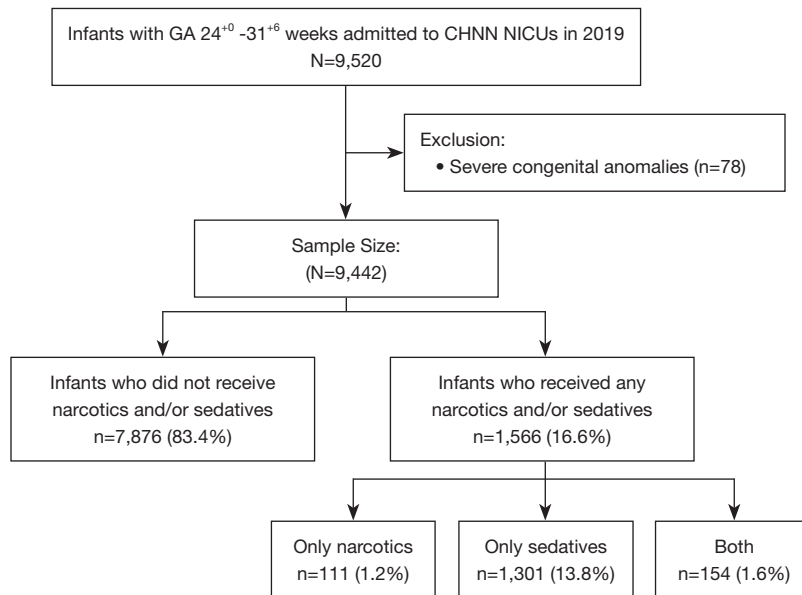 Infants with GA 24⁺⁰ -31⁺⁶ weeks admitted to CHNN NICUs in 2019
N=9,520
Exclusion:
• Severe congenital anomalies (n=78)
Sample Size:
(N=9,442)
Infants who did not receive
narcotics and/or sedatives
n=7,876 (83.4%)
Infants who received any
narcotics and/or sedatives
n=1,566 (16.6%)
Only narcotics
n=111 (1.2%)
Only sedatives
n=1,301 (13.8%)
Both
n=154 (1.6%)